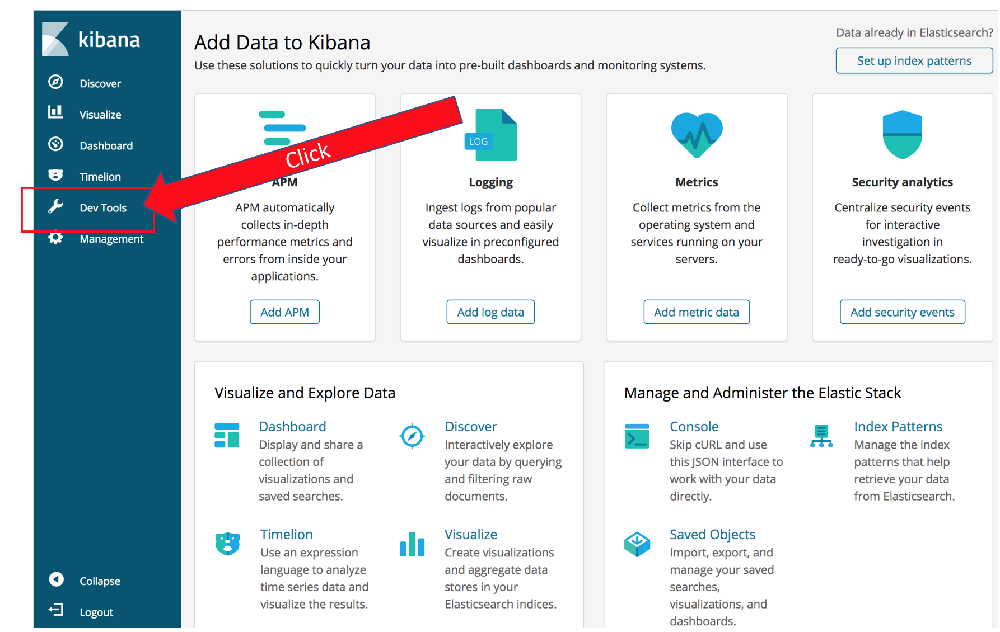 kibana
Discover
Visualize
Dashboard
Timelion
Dev Tools
Management
Collapse
Logout
Add Data to Kibana
Use these solutions to quickly turn your data into pre-built dashboards and monitoring systems.
Data already in Elasticsearch?
Set up index patterns
Click
APM
APM automatically
collects in-depth
performance metrics and
errors from inside your
applications.
Add APM
LOG
Logging
Ingest logs from popular
data sources and easily
visualize in preconfigured
dashboards.
Add log data
Metrics
Collect metrics from the
operating system and
services running on your
servers.
Add metric data
Security analytics
Centralize security events
for interactive
investigation in
ready-to-go visualizations.
Add security events
Visualize and Explore Data
Dashboard
Display and share a
collection of
visualizations and
saved searches.
Discover
Interactively explore
your data by querying
and filtering raw
documents.
Timelion
Use an expression
language to analyze
time series data and
visualize the results.
Visualize
Create visualizations
and aggregate data
stores in your
Elasticsearch indices.
Manage and Administer the Elastic Stack
Console
Skip cURL and use
this JSON interface to
work with your data
directly.
Index Patterns
Manage the index
patterns that help
retrieve your data
from Elasticsearch.
Saved Objects
Import, export, and
manage your saved
searches,
visualizations, and
dashboards.